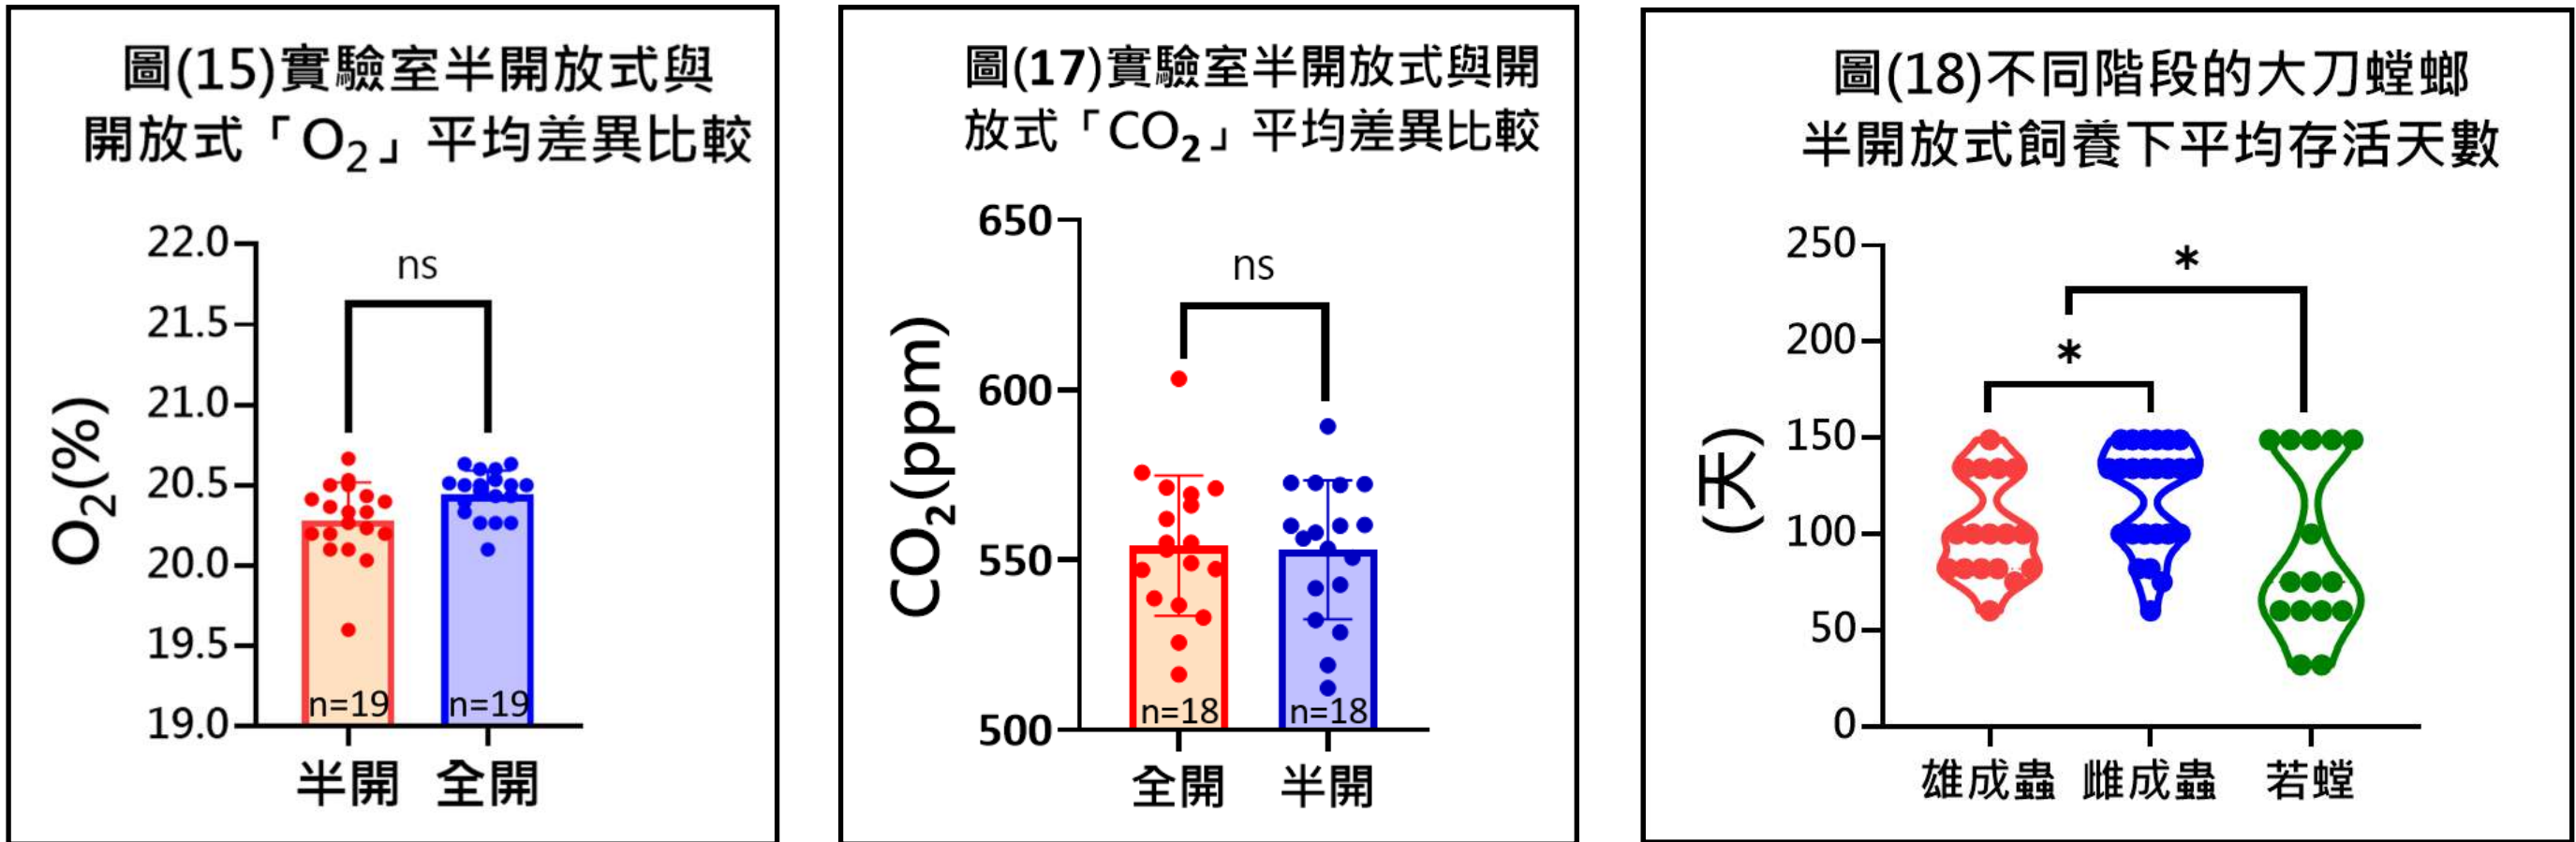 圖(15)實驗室半開放式與
開放式「O₂」平均差異比較
22.0
21.5
21.0
20.5
20.0
19.5
19.0
O₂(%)
ns
n=19
n=19
半開
全開
圖(17)實驗室半開放式與開
放式「CO₂」平均差異比較
650
600
550
500
CO₂(ppm)
ns
n=18
n=18
全開
半開
圖(18)不同階段的大刀螳螂
半開放式飼養下平均存活天數
250
200
150
100
50
0
(天)
*
*
雄成蟲
雌成蟲
若螳